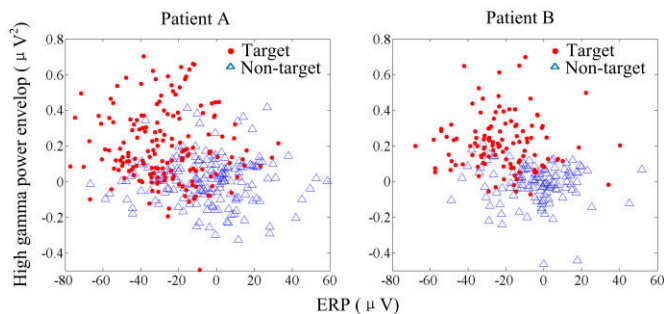 Patient A
Patient B
High gamma power envelop ( μ V²)
0.8
0.6
0.4
0.2
0
-0.2
-0.4
-80 -60 -40 -20 0 20 40 60
Target
Non-target
0.8
0.6
0.4
0.2
0
-0.2
0.4
-80 -60 -40 -20 0 20 40 60
Target
Non-target
ERP ( μ V)